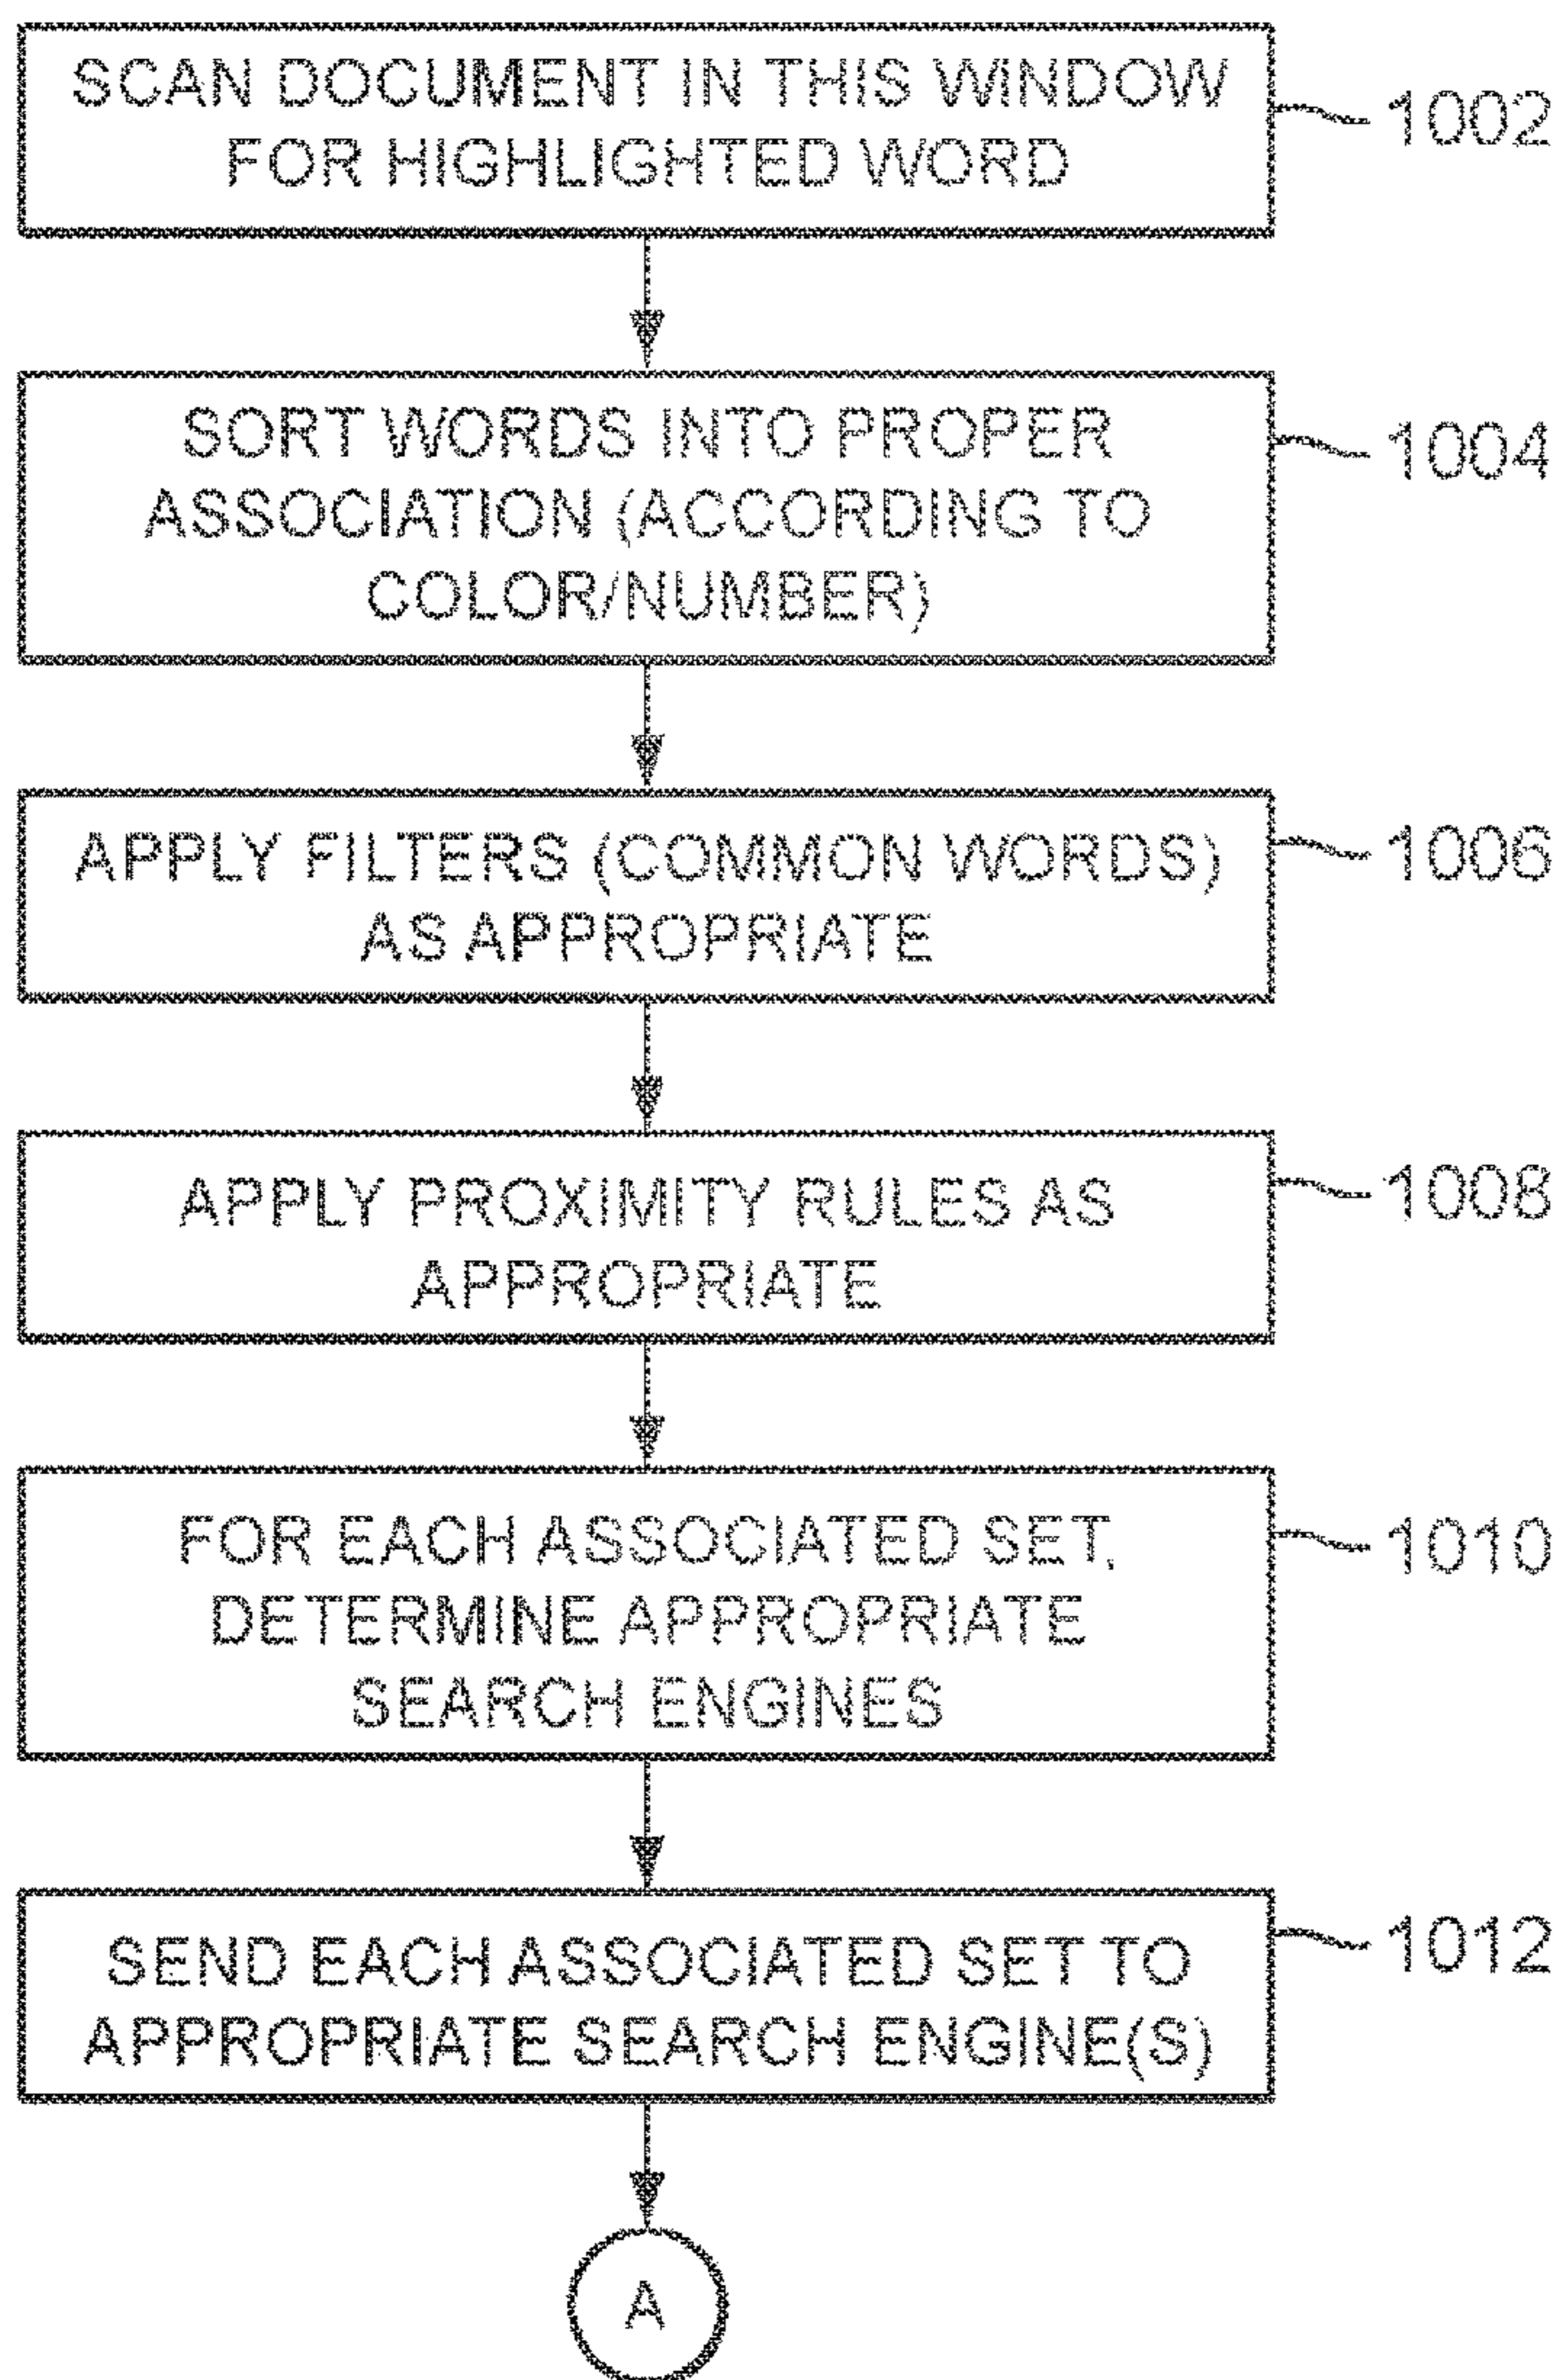 SCAN DOCUMENT IN THIS WINDOW
FOR HIGHLIGHTED WORD
1002
SORT WORDS INTO PROPER
ASSOCIATION (ACCORDING TO
COLOR/NUMBER)
1004
APPLY FILTERS (COMMON WORDS)
AS APPROPRIATE
1006
APPLY PROXIMITY RULES AS
APPROPRIATE
1008
FOR EACH ASSOCIATED SET,
DETERMINE APPROPRIATE
SEARCH ENGINES
1010
SEND EACH ASSOCIATED SET TO
APPROPRIATE SEARCH ENGINE(S)
1012
A